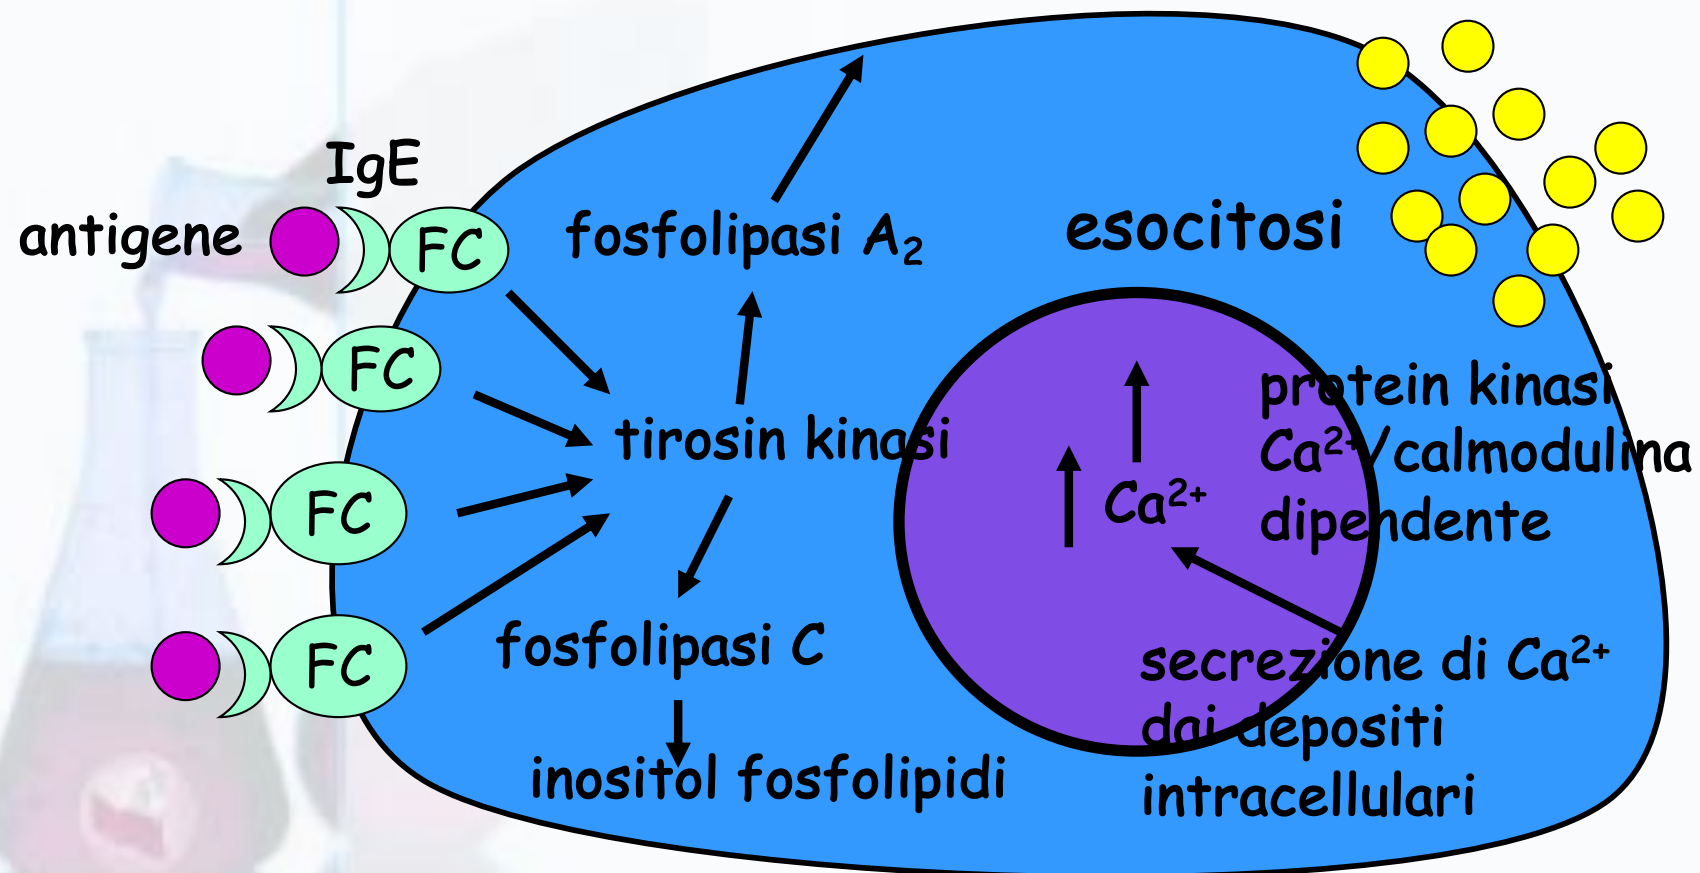 IgE
antigene
FC
FC
FC
FC
fosfolipasi A₂
esocitosi
tirosin kinasi
protein kinasi
Ca²⁺/calmodulina
dipendente
Ca²⁺
fosfolipasi C
inositol fosfolipidi
secrezione di Ca²⁺
dai depositi
intracellulari